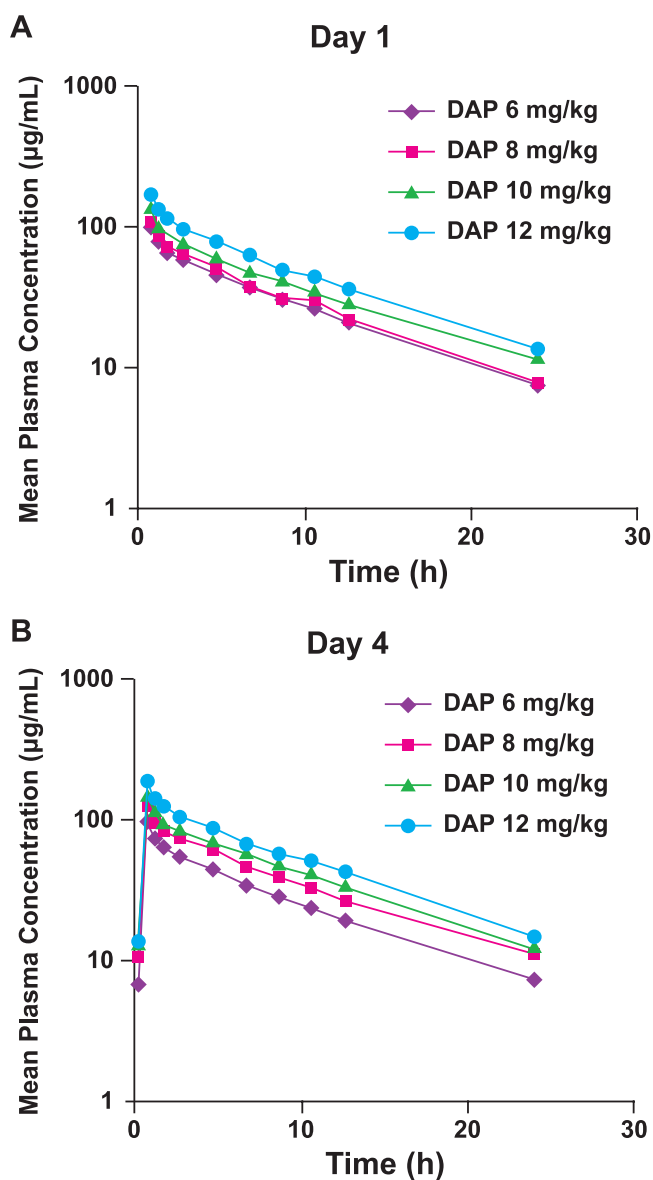 A
Day 1
Mean Plasma Concentration (µg/mL)
1000
100
10
1
DAP 6 mg/kg
DAP 8 mg/kg
DAP 10 mg/kg
DAP 12 mg/kg
0
10
20
30
Time (h)
B
Day 4
Mean Plasma Concentration (µg/mL)
1000
100
10
1
DAP 6 mg/kg
DAP 8 mg/kg
DAP 10 mg/kg
DAP 12 mg/kg
0
10
20
30
Time (h)